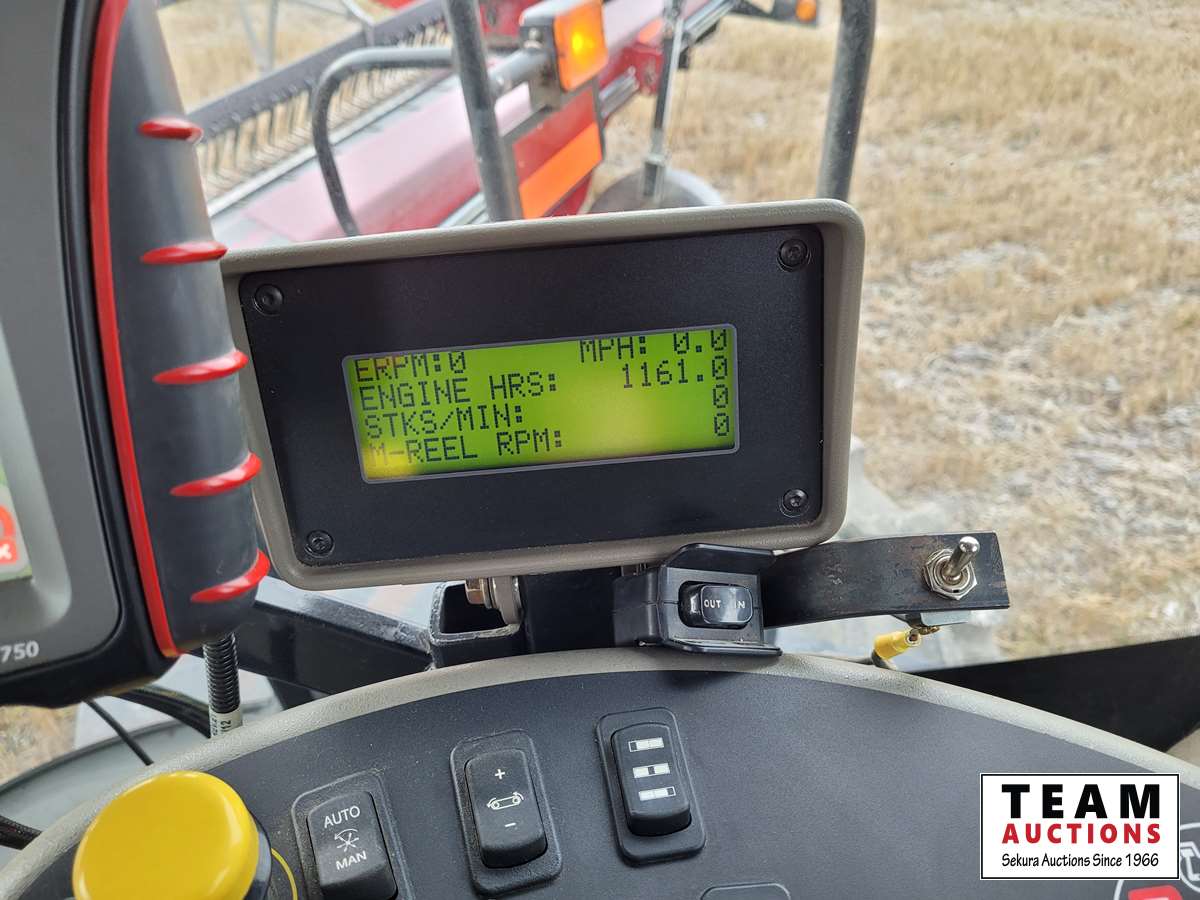 ERPM:0 MPH: 0.0
ENGINE HRS: 1161.0
STKS/MIN: 0
M-REEL RPM: 0
750
OUT IN
AUTO
MAN
+
-
TEAM
AUCTIONS
Sekura Auctions Since 1966